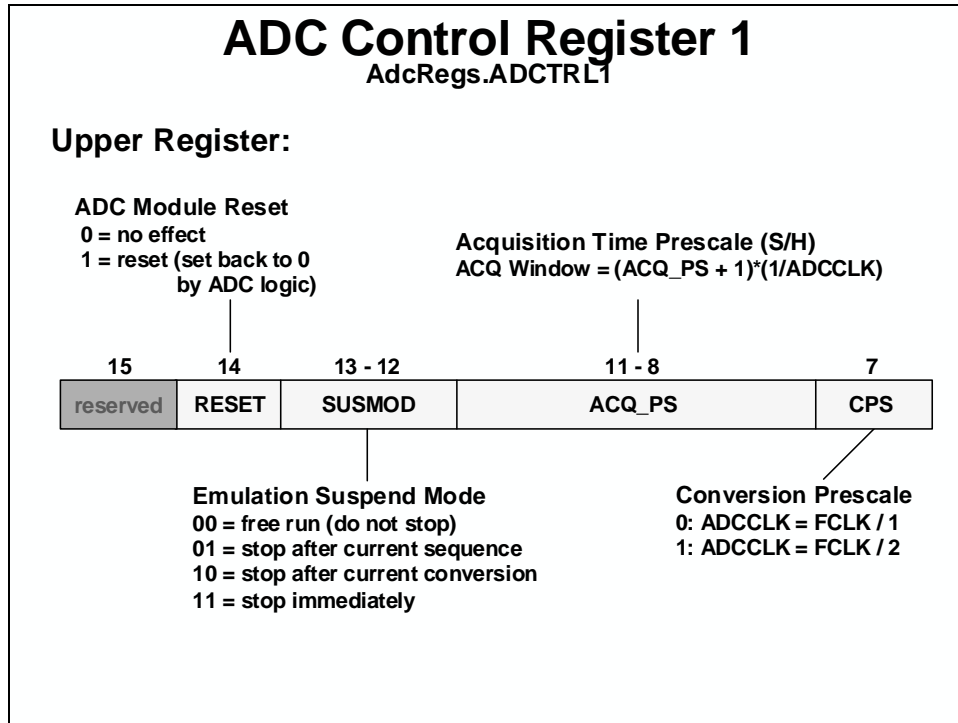 ADC Control Register 1
AdcRegs.ADCTRL1
Upper Register:
ADC Module Reset
0 = no effect
1 = reset (set back to 0
by ADC logic)
Acquisition Time Prescale (S/H)
ACQ Window = (ACQ_PS + 1)*(1/ADCCLK)
15 14 13 - 12 11 - 8 7
reserved RESET SUSMOD ACQ_PS CPS
Emulation Suspend Mode
00 = free run (do not stop)
01 = stop after current sequence
10 = stop after current conversion
11 = stop immediately
Conversion Prescale
0: ADCCLK = FCLK / 1
1: ADCCLK = FCLK / 2